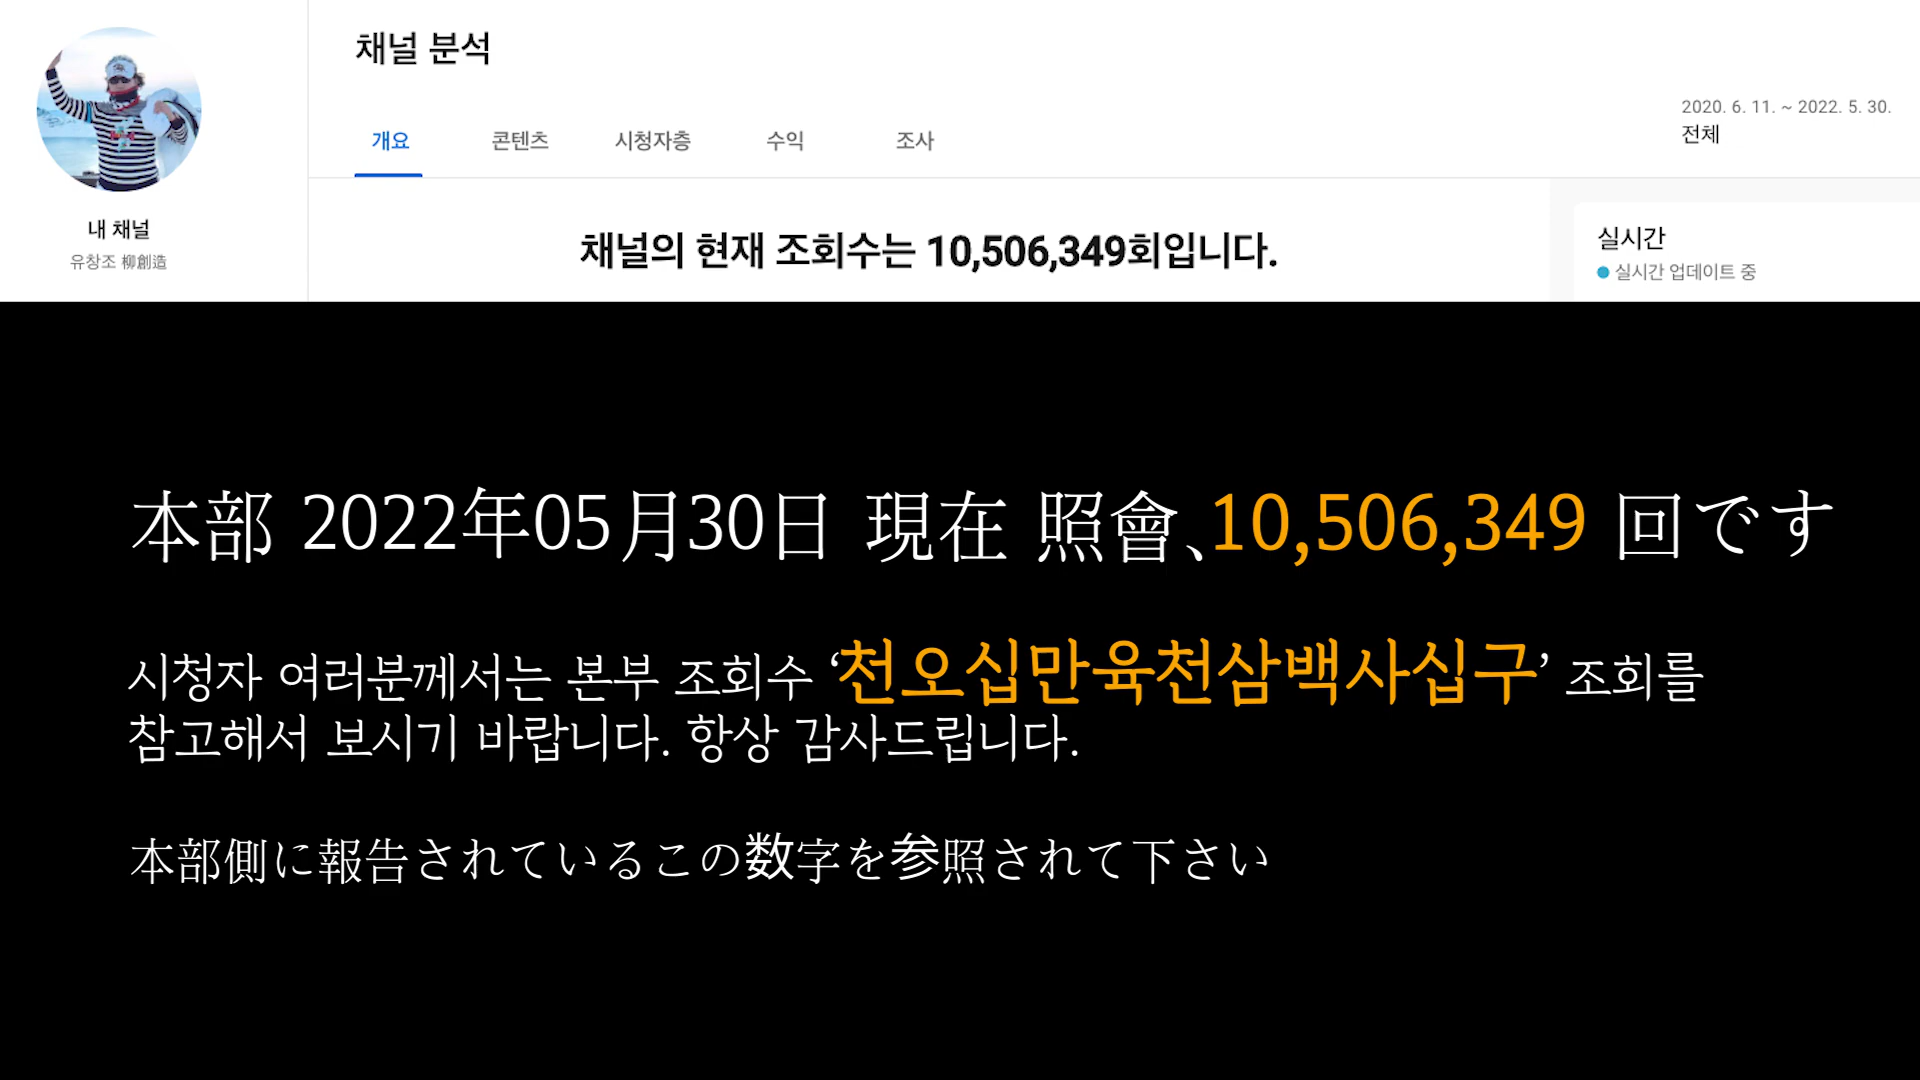 채널 분석
2020. 6. 11. ~ 2022. 5. 30.
전체
개요 콘텐츠 시청자층 수익 조사
내 채널
유창조 柳創造
채널의 현재 조회수는 10,506,349회입니다.
실시간
실시간 업데이트 중
本部 2022年05月30日 現在 照會、10,506,349 回です
시청자 여러분께서는 본부 조회수 ‘천오십만육천삼백사십구’ 조회를
참고해서 보시기 바랍니다. 항상 감사드립니다.
本部側に報告されているこの数字を参照されて下さい